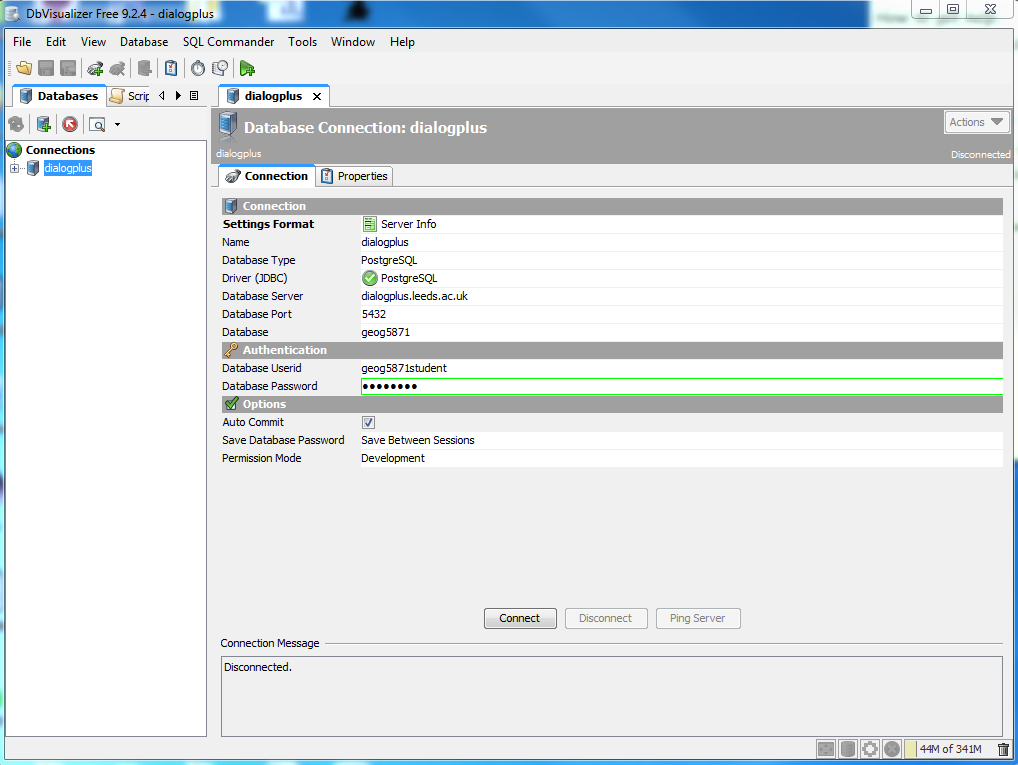 DbVisualizer Free 9.2.4 - dialogplus
File Edit View Database SQL Commander Tools Window Help
Databases Scrip
dialogplus
Connections
dialogplus
Database Connection: dialogplus
Actions
dialogplus
Disconnected
Connection Properties
Connection
Settings Format Server Info
Name dialogplus
Database Type PostgreSQL
Driver (JDBC) PostgreSQL
Database Server dialogplus.leeds.ac.uk
Database Port 5432
Database geog5871
Authentication
Database Userid geog5871student
Database Password ●●●●●●●●
Options
Auto Commit
Save Database Password Save Between Sessions
Permission Mode Development
Connect Disconnect Ping Server
Connection Message
Disconnected.
44M of 341M